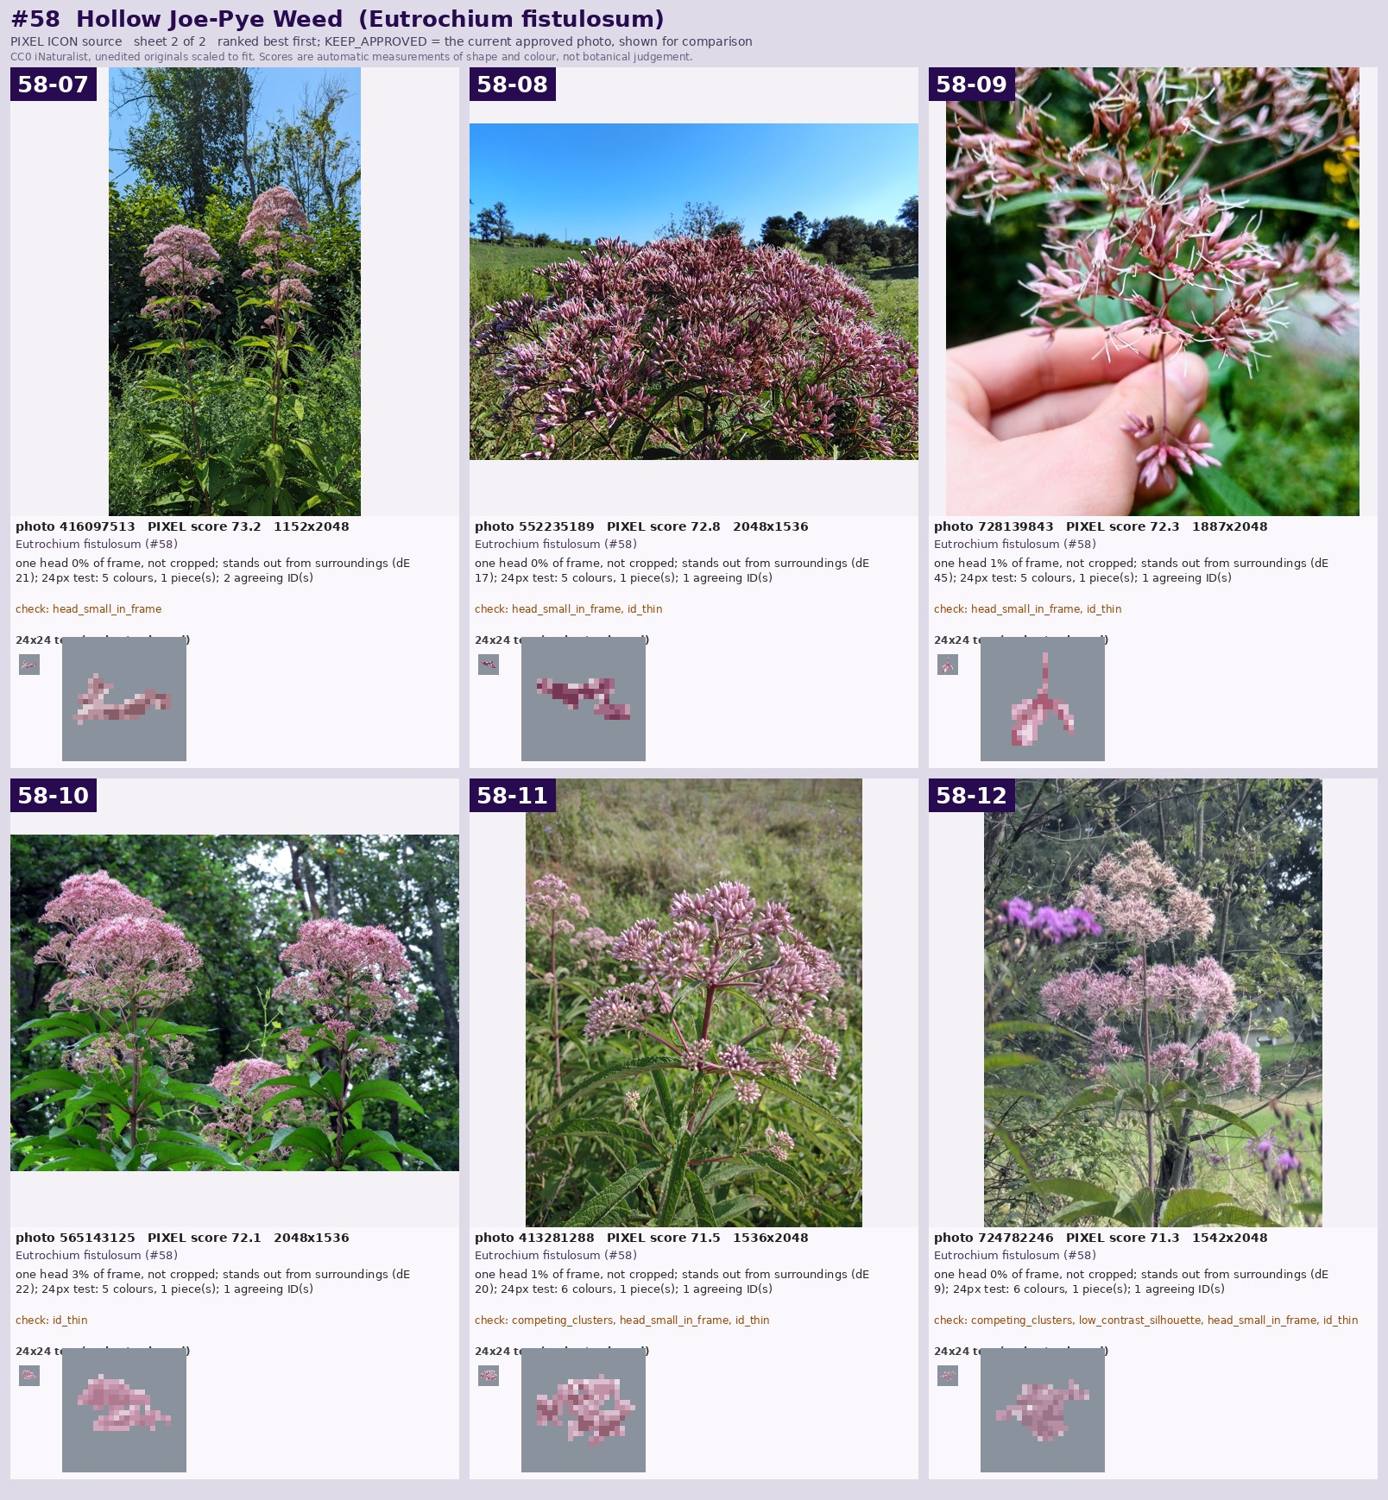 #58 Hollow Joe-Pye Weed (Eutrochium fistulosum)
PIXEL ICON source sheet 2 of 2 ranked best first; KEEP_APPROVED = the current approved photo, shown for comparison
CC0 iNaturalist, unedited originals scaled to fit. Scores are automatic measurements of shape and colour, not botanical judgement.
58-07
photo 416097513 PIXEL score 73.2 1152x2048
Eutrochium fistulosum (#58)
one head 0% of frame, not cropped; stands out from surroundings (dE
21); 24px test: 5 colours, 1 piece(s); 2 agreeing ID(s)
check: head_small_in_frame
24x24
58-08
photo 552235189 PIXEL score 72.8 2048x1536
Eutrochium fistulosum (#58)
one head 0% of frame, not cropped; stands out from surroundings (dE
17); 24px test: 5 colours, 1 piece(s); 1 agreeing ID(s)
check: head_small_in_frame, id_thin
24x24
58-09
photo 728139843 PIXEL score 72.3 1887x2048
Eutrochium fistulosum (#58)
one head 1% of frame, not cropped; stands out from surroundings (dE
45); 24px test: 5 colours, 1 piece(s); 1 agreeing ID(s)
check: head_small_in_frame, id_thin
24x24
58-10
photo 565143125 PIXEL score 72.1 2048x1536
Eutrochium fistulosum (#58)
one head 3% of frame, not cropped; stands out from surroundings (dE
22); 24px test: 5 colours, 1 piece(s); 1 agreeing ID(s)
check: id_thin
24x24
58-11
photo 413281288 PIXEL score 71.5 1536x2048
Eutrochium fistulosum (#58)
one head 1% of frame, not cropped; stands out from surroundings (dE
20); 24px test: 6 colours, 1 piece(s); 1 agreeing ID(s)
check: competing_clusters, head_small_in_frame, id_thin
24x24
58-12
photo 724782246 PIXEL score 71.3 1542x2048
Eutrochium fistulosum (#58)
one head 0% of frame, not cropped; stands out from surroundings (dE
9); 24px test: 6 colours, 1 piece(s); 1 agreeing ID(s)
check: competing_clusters, low_contrast_silhouette, head_small_in_frame, id_thin
24x24